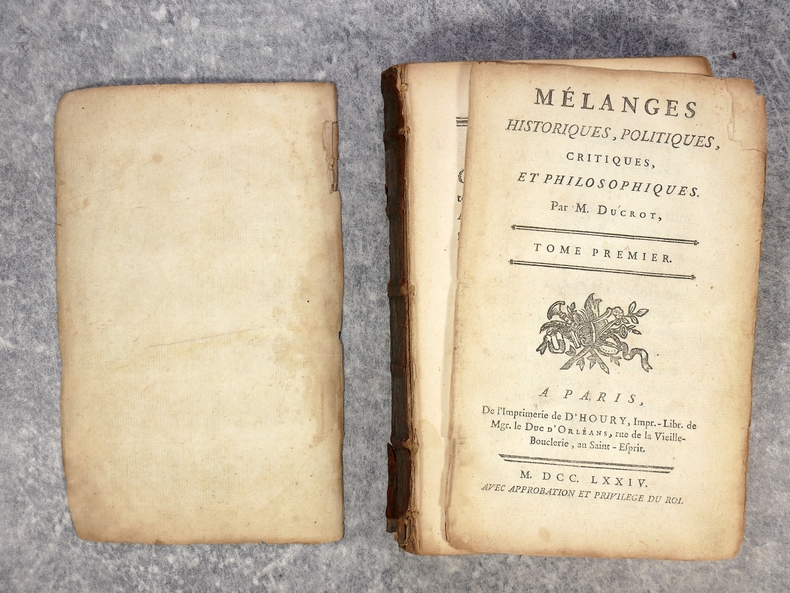 MÉLANGES
HISTORIQUES, POLITIQUES,
CRITIQUES,
ET PHILOSOPHIQUES.
Par M. DUCROT,
TOME PREMIER.
A PARIS,
De l'Imprimerie de D'HOURY, Impr.-Libr. de
Mgr. le DUC D'ORLÉANS, rue de la Vieille-
Bouclerie, au Saint-Esprit.
M. DCC. LXXIV.
AVEC APPROBATION ET PRIVILEGE DU ROI.